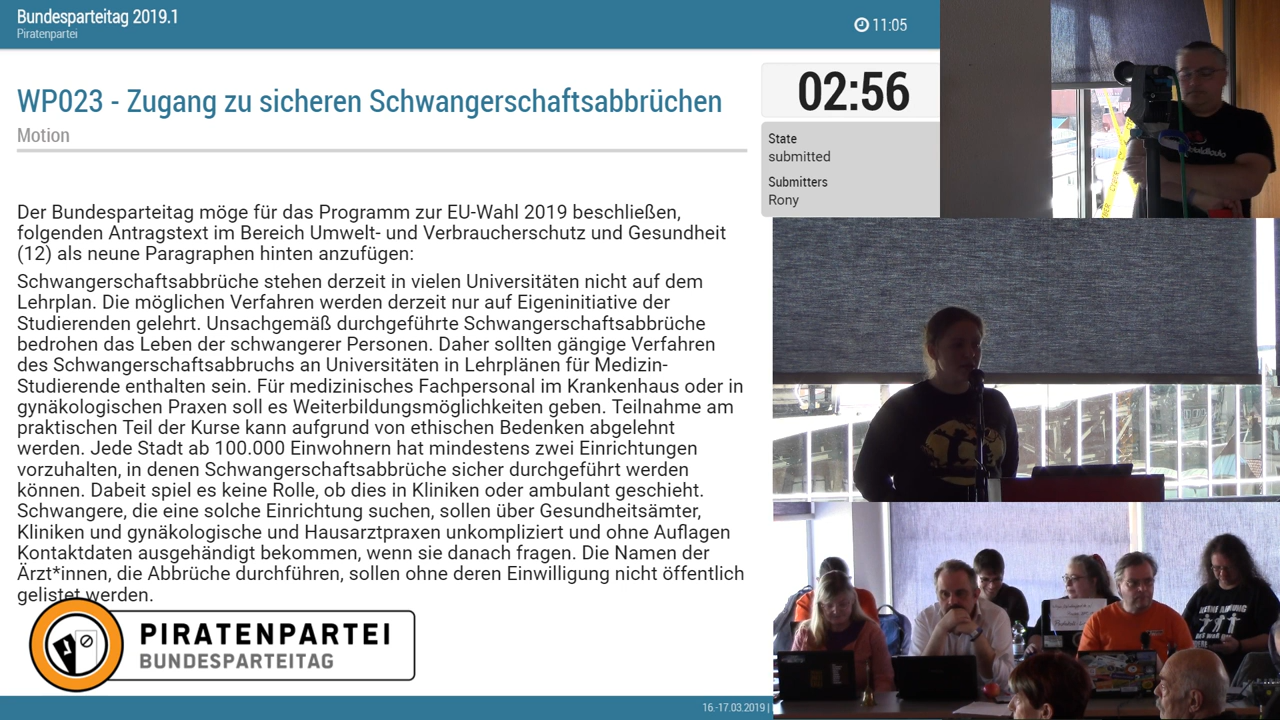 Bundesparteitag 2019.1
Piratenpartei
11:05
WP023 - Zugang zu sicheren Schwangerschaftsabbrüchen
Motion
02:56
State
submitted
Submitters
Rony
Der Bundesparteitag möge für das Programm zur EU-Wahl 2019 beschließen,
folgenden Antragstext im Bereich Umwelt- und Verbraucherschutz und Gesundheit
(12) als neune Paragraphen hinten anzufügen:
Schwangerschaftsabbrüche stehen derzeit in vielen Universitäten nicht auf dem
Lehrplan. Die möglichen Verfahren werden derzeit nur auf Eigeninitiative der
Studierenden gelehrt. Unsachgemäß durchgeführte Schwangerschaftsabbrüche
bedrohen das Leben der schwangerer Personen. Daher sollten gängige Verfahren
des Schwangerschaftsabbruchs an Universitäten in Lehrplänen für Medizin-
Studierende enthalten sein. Für medizinisches Fachpersonal im Krankenhaus oder in
gynäkologischen Praxen soll es Weiterbildungsmöglichkeiten geben. Teilnahme am
praktischen Teil der Kurse kann aufgrund von ethischen Bedenken abgelehnt
werden. Jede Stadt ab 100.000 Einwohnern hat mindestens zwei Einrichtungen
vorzuhalten, in denen Schwangerschaftsabbrüche sicher durchgeführt werden
können. Dabeit spiel es keine Rolle, ob dies in Kliniken oder ambulant geschieht.
Schwangere, die eine solche Einrichtung suchen, sollen über Gesundheitsämter,
Kliniken und gynäkologische und Hausarztpraxen unkompliziert und ohne Auflagen
Kontaktdaten ausgehändigt bekommen, wenn sie danach fragen. Die Namen der
Ärzt*innen, die Abbrüche durchführen, sollen ohne deren Einwilligung nicht öffentlich
gelistet werden.
PIRATENPARTEI
BUNDESPARTEITAG
16.-17.03.2019 |
KEINE AHNUNG